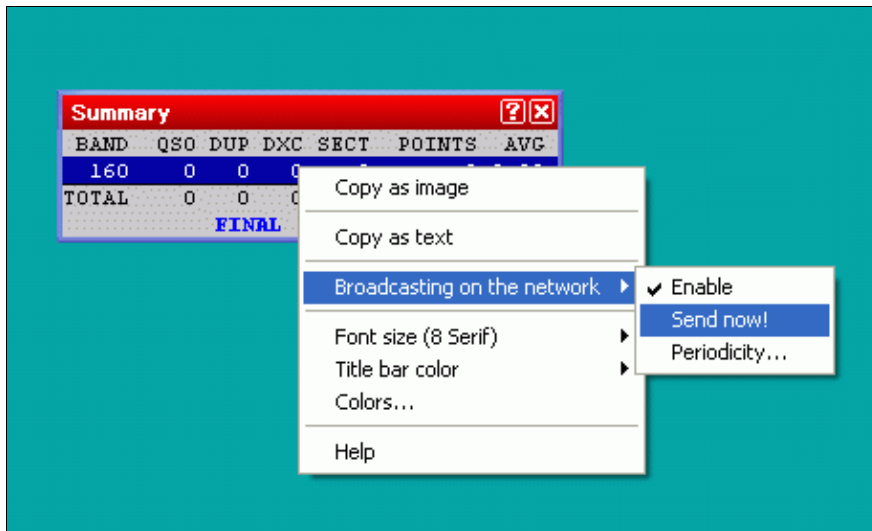 Summary
BAND QSO DUP DXC SECT POINTS AVG
160 0 0 0
TOTAL 0 0 0
FINAL
Copy as image
Copy as text
Broadcasting on the network
Font size (8 Serif)
Title bar color
Colors...
Help
Enable
Send now!
Periodicity...